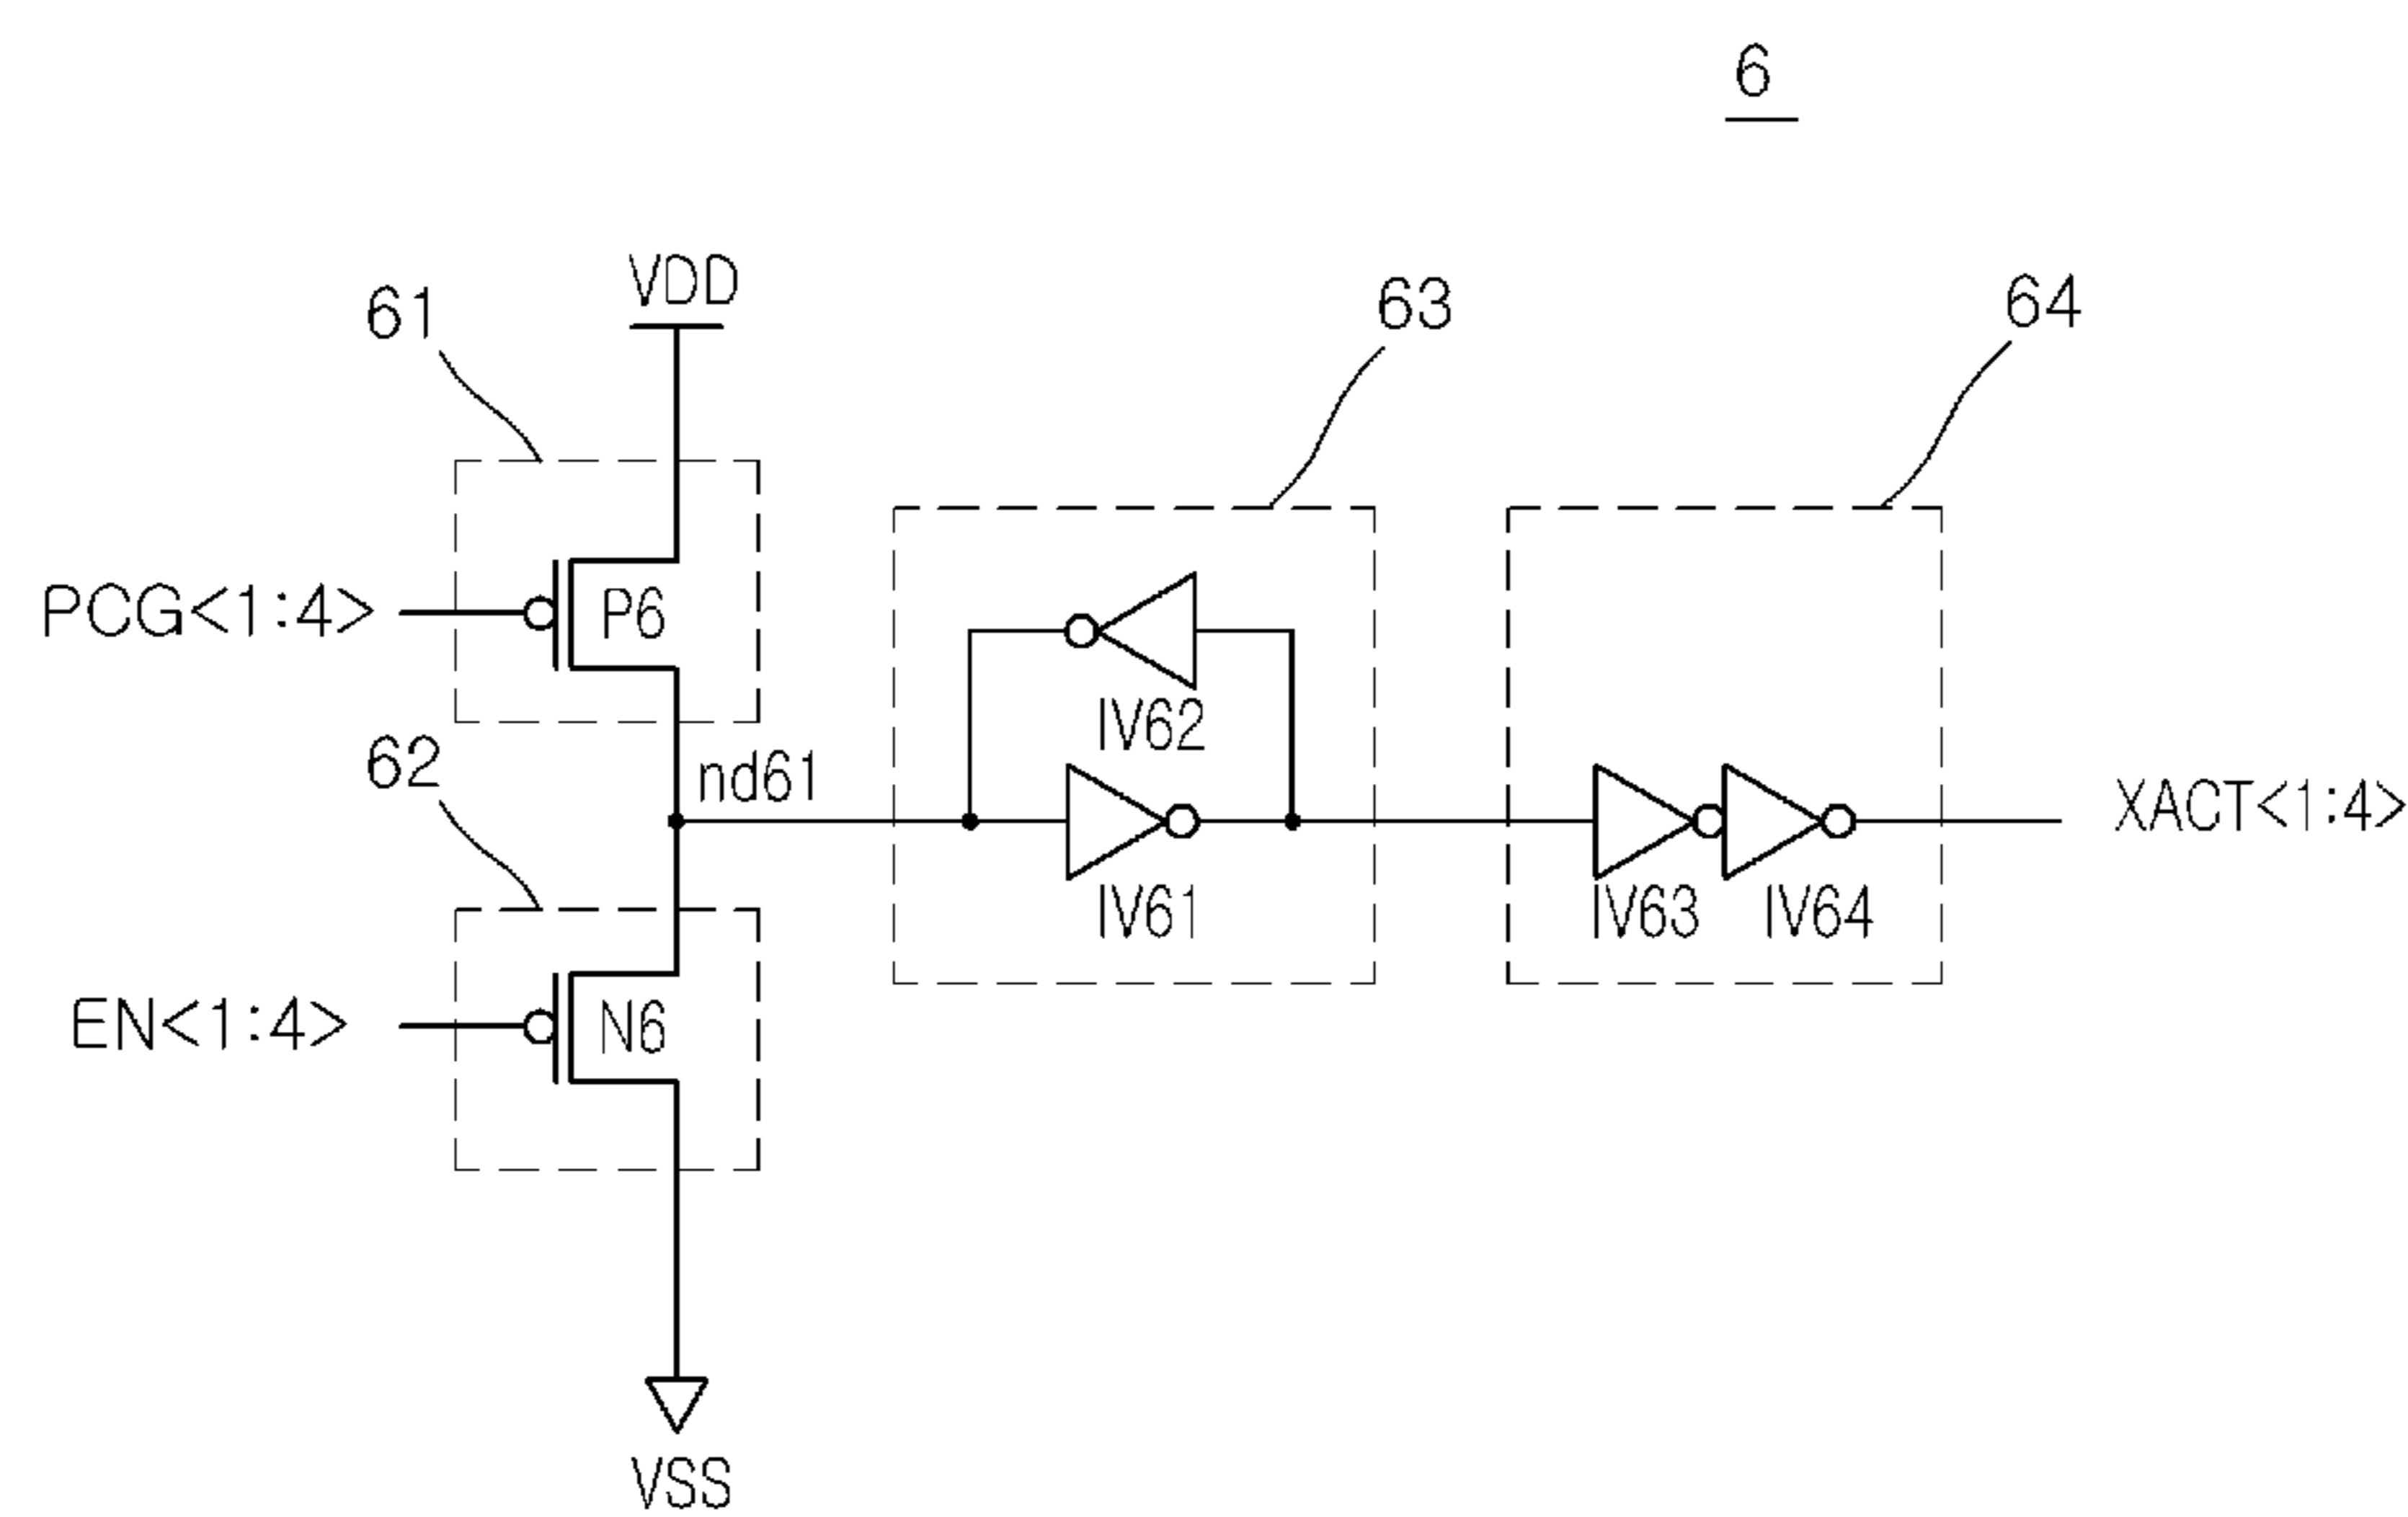 6
VDD
61
63
64
PCG<1:4>
P6
IV62
62
nd61
XACT<1:4>
IV61
IV63
IV64
EN<1:4>
N6
VSS